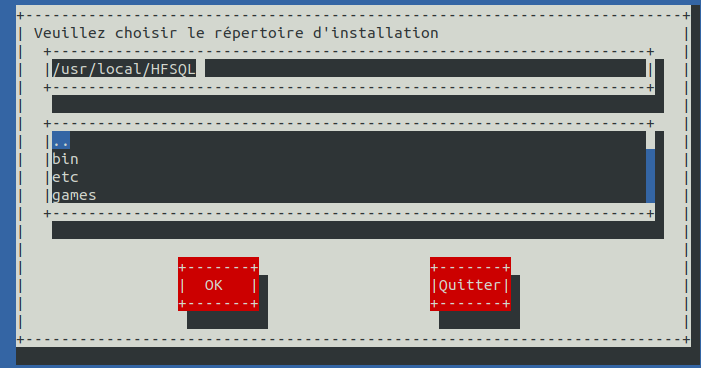 Veuillez choisir le répertoire d'installation
/usr/local/HFSQL
..
bin
etc
games
OK
Quitter